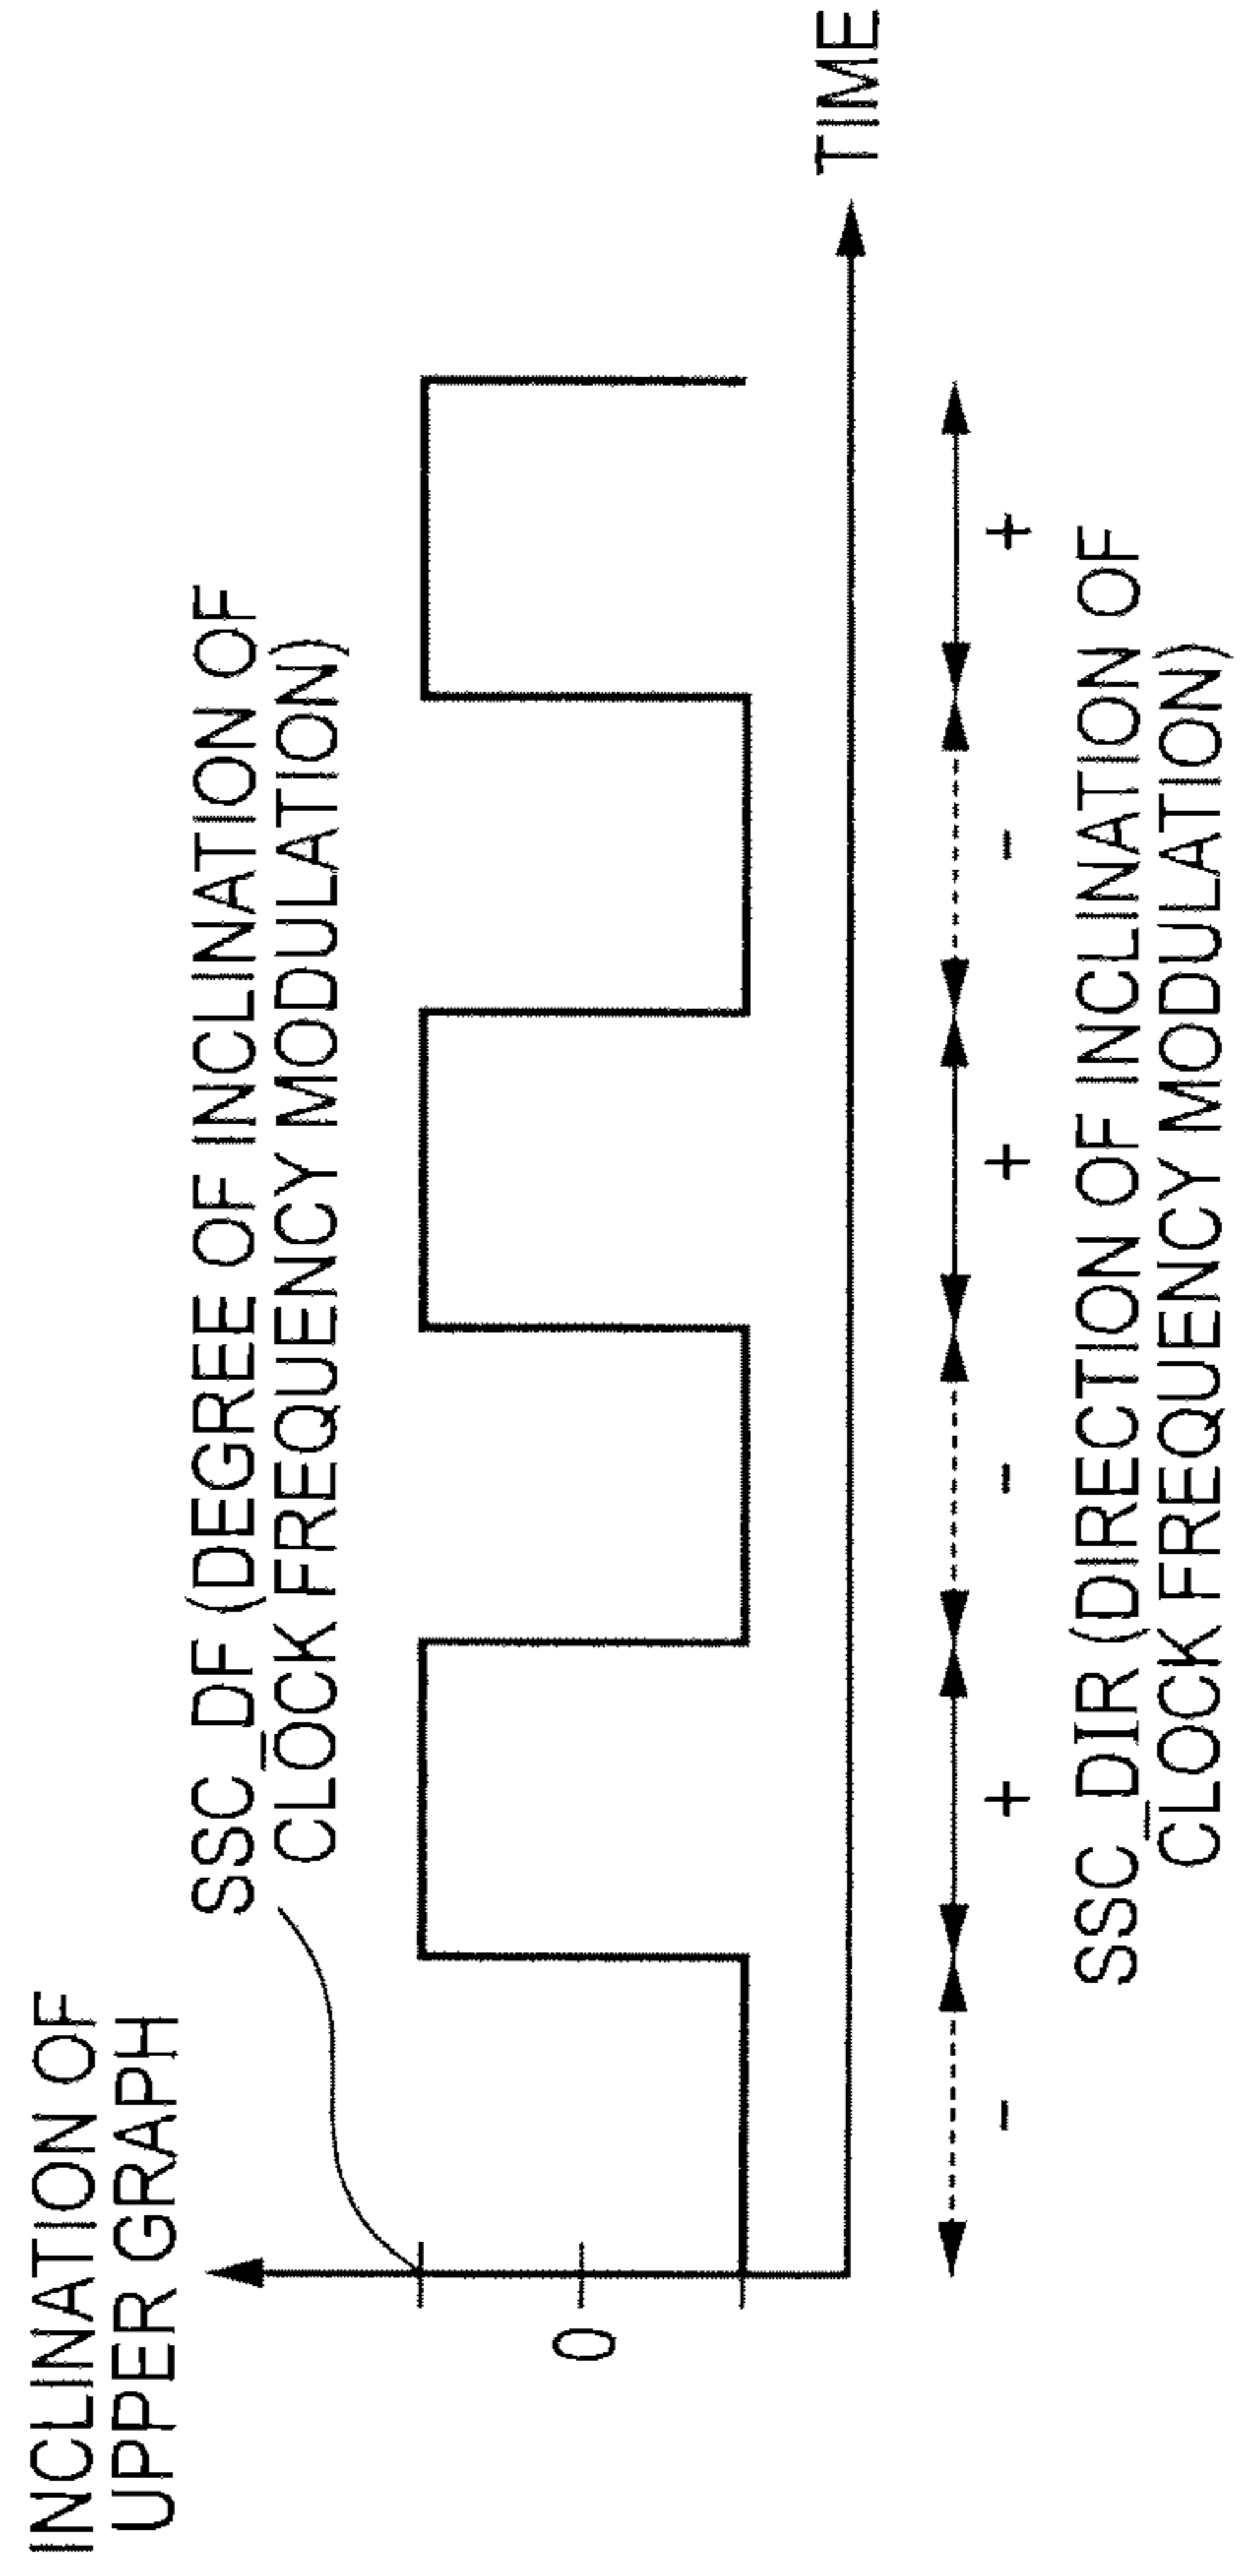 INCLINATION OF
UPPER GRAPH
SSC_DF (DEGREE OF INCLINATION OF
CLOCK FREQUENCY MODULATION)
0
TIME
- + - + - +
SSC_DIR (DIRECTION OF INCLINATION OF
CLOCK FREQUENCY MODULATION)